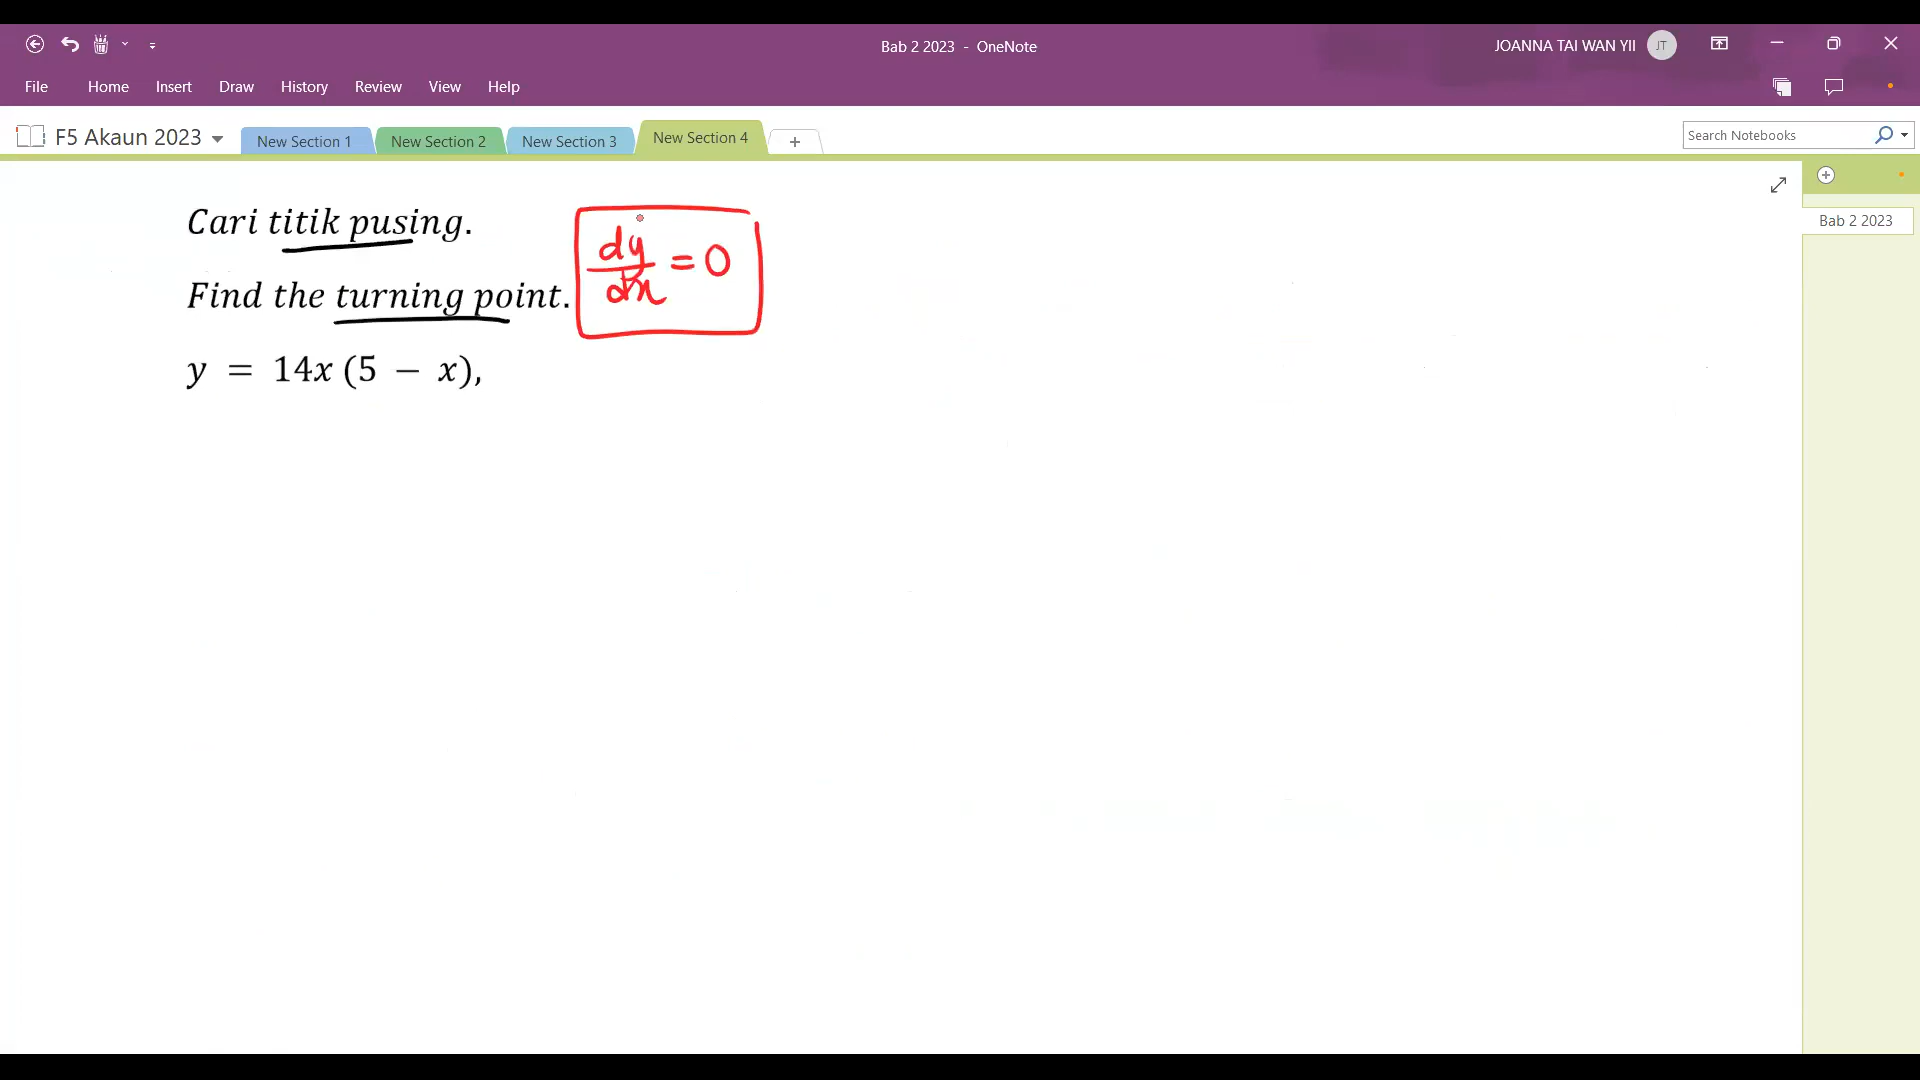 Bab 2 2023 - OneNote
JOANNA TAI WAN YII
JT
File Home Insert Draw History Review View Help
F5 Akaun 2023
New Section 1
New Section 2
New Section 3
New Section 4
+
Search Notebooks
Bab 2 2023
Cari titik pusing.
Find the turning point.
dy/dx = 0
y = 14x (5 − x),